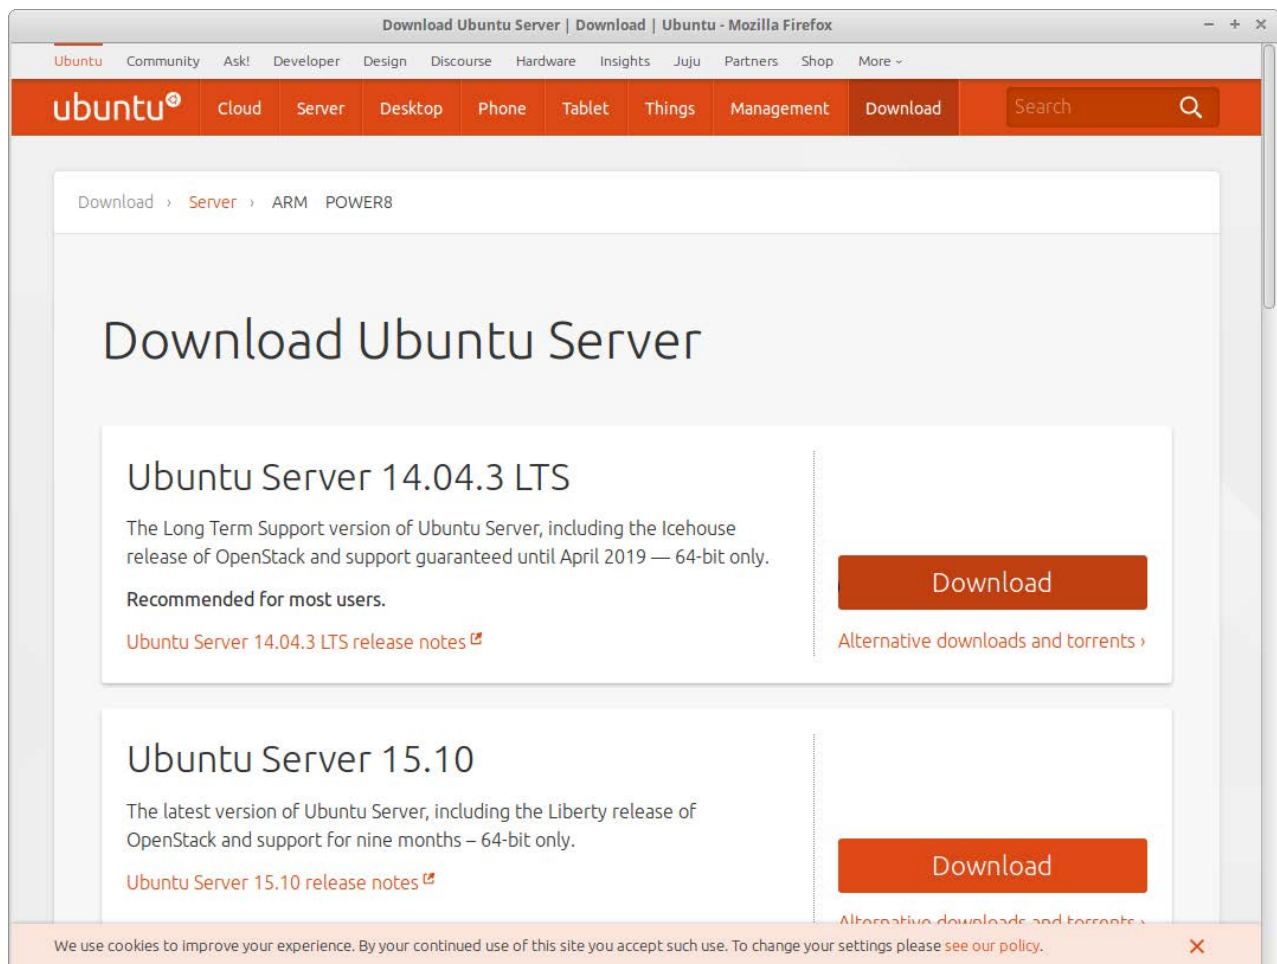 Download Ubuntu Server | Download | Ubuntu - Mozilla Firefox
Ubuntu Community Ask! Developer Design Discourse Hardware Insights Juju Partners Shop More
ubuntu Cloud Server Desktop Phone Tablet Things Management Download Search
Download › Server › ARM POWER8
Download Ubuntu Server
Ubuntu Server 14.04.3 LTS
The Long Term Support version of Ubuntu Server, including the Icehouse
release of OpenStack and support guaranteed until April 2019 — 64-bit only.
Recommended for most users.
Ubuntu Server 14.04.3 LTS release notes
Download
Alternative downloads and torrents ›
Ubuntu Server 15.10
The latest version of Ubuntu Server, including the Liberty release of
OpenStack and support for nine months – 64-bit only.
Ubuntu Server 15.10 release notes
Download
Alternative downloads and torrents ›
We use cookies to improve your experience. By your continued use of this site you accept such use. To change your settings please see our policy.